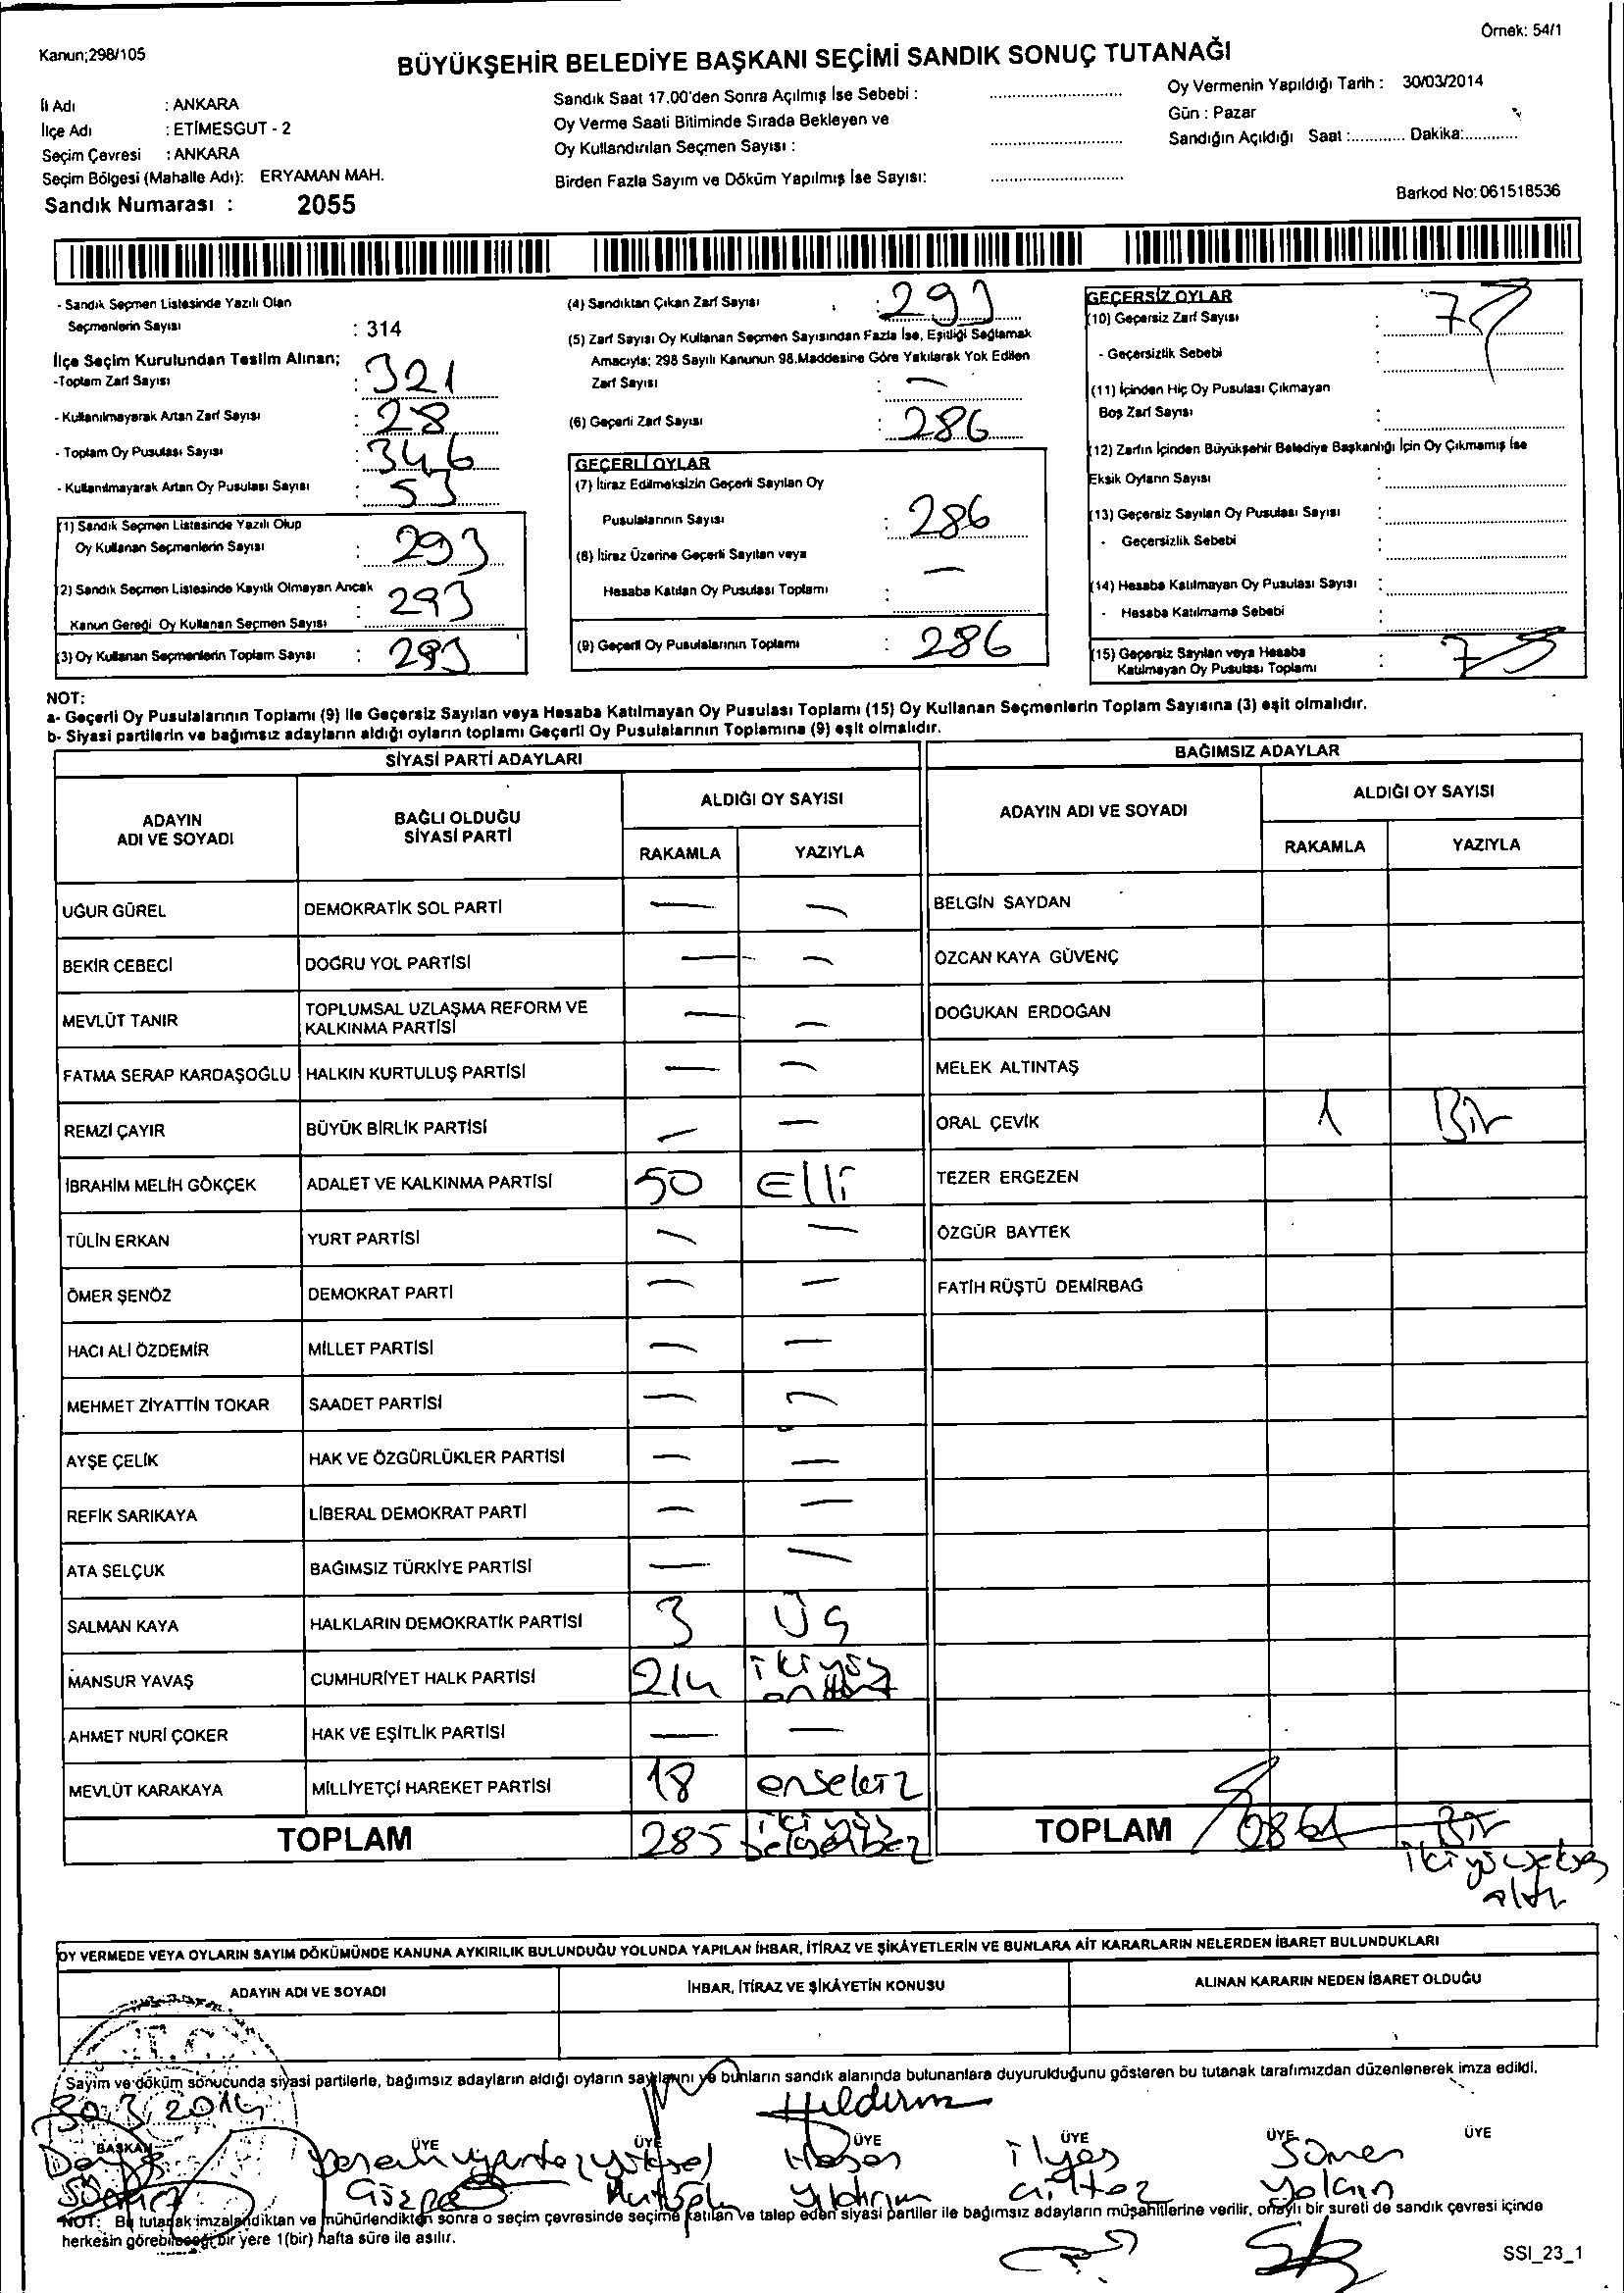 Kanun;298/105
Örnek: 54/1
BÜYÜKŞEHİR BELEDİYE BAŞKANI SEÇİMİ SANDIK SONUÇ TUTANAĞI
İl Adı : ANKARA
İlçe Adı : ETİMESGUT - 2
Seçim Çevresi : ANKARA
Seçim Bölgesi (Mahalle Adı): ERYAMAN MAH.
Sandık Numarası : 2055
Sandık Saat 17.00'den Sonra Açılmış İse Sebebi :
Oy Verme Saati Bitiminde Sırada Bekleyen ve
Oy Kullandırılan Seçmen Sayısı :
Birden Fazla Sayım ve Döküm Yapılmış İse Sayısı:
Oy Vermenin Yapıldığı Tarih : 30/03/2014
Gün : Pazar
Sandığın Açıldığı Saat :............ Dakika:............
Barkod No:061518536
- Sandık Seçmen Listesinde Yazılı Olan
Seçmenlerin Sayısı : 314
İlçe Seçim Kurulundan Teslim Alınan;
-Toplam Zarf Sayısı : 321
- Kullanılmayarak Artan Zarf Sayısı : 28
- Toplam Oy Pusulası Sayısı : 346
- Kullanılmayarak Artan Oy Pusulası Sayısı : 53
(1) Sandık Seçmen Listesinde Yazılı Olup
Oy Kullanan Seçmenlerin Sayısı : 293
(2) Sandık Seçmen Listesinde Kayıtlı Olmayan Ancak
Kanun Gereği Oy Kullanan Seçmen Sayısı : 293
(3) Oy Kullanan Seçmenlerin Toplam Sayısı : 293
(4) Sandıktan Çıkan Zarf Sayısı : 293
(5) Zarf Sayısı Oy Kullanan Seçmen Sayısından Fazla İse, Eşitliği Sağlamak
Amacıyla; 298 Sayılı Kanunun 98.Maddesine Göre Yakılarak Yok Edilen
Zarf Sayısı : —
(6) Geçerli Zarf Sayısı : 286
GEÇERLİ OYLAR
(7) İtiraz Edilmeksizin Geçerli Sayılan Oy
Pusulalarının Sayısı : 286
(8) İtiraz Üzerine Geçerli Sayılan veya
Hesaba Katılan Oy Pusulası Toplamı : —
(9) Geçerli Oy Pusulalarının Toplamı : 286
GEÇERSİZ OYLAR
(10) Geçersiz Zarf Sayısı : 7
- Geçersizlik Sebebi :
(11) İçinden Hiç Oy Pusulası Çıkmayan
Boş Zarf Sayısı :
(12) Zarfın İçinden Büyükşehir Belediye Başkanlığı İçin Oy Çıkmamış İse
Eksik Oyların Sayısı :
(13) Geçersiz Sayılan Oy Pusulası Sayısı :
- Geçersizlik Sebebi :
(14) Hesaba Katılmayan Oy Pusulası Sayısı :
- Hesaba Katılmama Sebebi :
(15) Geçersiz Sayılan veya Hesaba
Katılmayan Oy Pusulası Toplamı : 7
NOT:
a- Geçerli Oy Pusulalarının Toplamı (9) ile Geçersiz Sayılan veya Hesaba Katılmayan Oy Pusulası Toplamı (15) Oy Kullanan Seçmenlerin Toplam Sayısına (3) eşit olmalıdır.
b- Siyasi partilerin ve bağımsız adayların aldığı oyların toplamı Geçerli Oy Pusulalarının Toplamına (9) eşit olmalıdır.
SİYASİ PARTİ ADAYLARI
ADAYIN ADI VE SOYADI
BAĞLI OLDUĞU SİYASİ PARTİ
ALDIĞI OY SAYISI
RAKAMLA YAZIYLA
UĞUR GÜREL DEMOKRATİK SOL PARTİ — —
BEKİR CEBECİ DOĞRU YOL PARTİSİ — —
MEVLÜT TANIR TOPLUMSAL UZLAŞMA REFORM VE KALKINMA PARTİSİ — —
FATMA SERAP KARDAŞOĞLU HALKIN KURTULUŞ PARTİSİ — —
REMZİ ÇAYIR BÜYÜK BİRLİK PARTİSİ — —
İBRAHİM MELİH GÖKÇEK ADALET VE KALKINMA PARTİSİ 50 Elli
TÜLİN ERKAN YURT PARTİSİ — —
ÖMER ŞENÖZ DEMOKRAT PARTİ — —
HACI ALİ ÖZDEMİR MİLLET PARTİSİ — —
MEHMET ZİYATTİN TOKAR SAADET PARTİSİ — —
AYŞE ÇELİK HAK VE ÖZGÜRLÜKLER PARTİSİ — —
REFİK SARIKAYA LİBERAL DEMOKRAT PARTİ — —
ATA SELÇUK BAĞIMSIZ TÜRKİYE PARTİSİ — —
SALMAN KAYA HALKLARIN DEMOKRATİK PARTİSİ 3 Üç
MANSUR YAVAŞ CUMHURİYET HALK PARTİSİ 214 ikiyüz
AHMET NURİ ÇOKER HAK VE EŞİTLİK PARTİSİ — —
MEVLÜT KARAKAYA MİLLİYETÇİ HAREKET PARTİSİ 18 onsekiz
TOPLAM 285 ikiyüz
BAĞIMSIZ ADAYLAR
ADAYIN ADI VE SOYADI
ALDIĞI OY SAYISI
RAKAMLA YAZIYLA
BELGİN SAYDAN
ÖZCAN KAYA GÜVENÇ
DOĞUKAN ERDOĞAN
MELEK ALTINTAŞ
ORAL ÇEVİK 1 Bir
TEZER ERGEZEN
ÖZGÜR BAYTEK
FATİH RÜŞTÜ DEMİRBAĞ
TOPLAM Bir
altı
OY VERMEDE VEYA OYLARIN SAYIM DÖKÜMÜNDE KANUNA AYKIRILIK BULUNDUĞU YOLUNDA YAPILAN İHBAR, İTİRAZ VE ŞİKÂYETLERİN VE BUNLARA AİT KARARLARIN NELERDEN İBARET BULUNDUKLARI
ADAYIN ADI VE SOYADI İHBAR, İTİRAZ VE ŞİKÂYETİN KONUSU ALINAN KARARIN NEDEN İBARET OLDUĞU
T.C.
Sayım ve döküm sonucunda siyasi partilerle, bağımsız adayların aldığı oyların sayılarını ve bunların sandık alanında bulunanlara duyurulduğunu gösteren bu tutanak tarafımızdan düzenlenerek imza edildi.
30/3/2014
BAŞKAN ÜYE ÜYE ÜYE ÜYE ÜYE ÜYE
Yüksel Hasan İlyas
Yıldırım Yalçın
NOT: Bu tutanak imzalandıktan ve mühürlendikten sonra o seçim çevresinde seçime katılan ve talep eden siyasi partiler ile bağımsız adayların müşahitlerine verilir, onaylı bir sureti de sandık çevresi içinde
herkesin görebileceği bir yere 1(bir) hafta süre ile asılır.
SSI_23_1